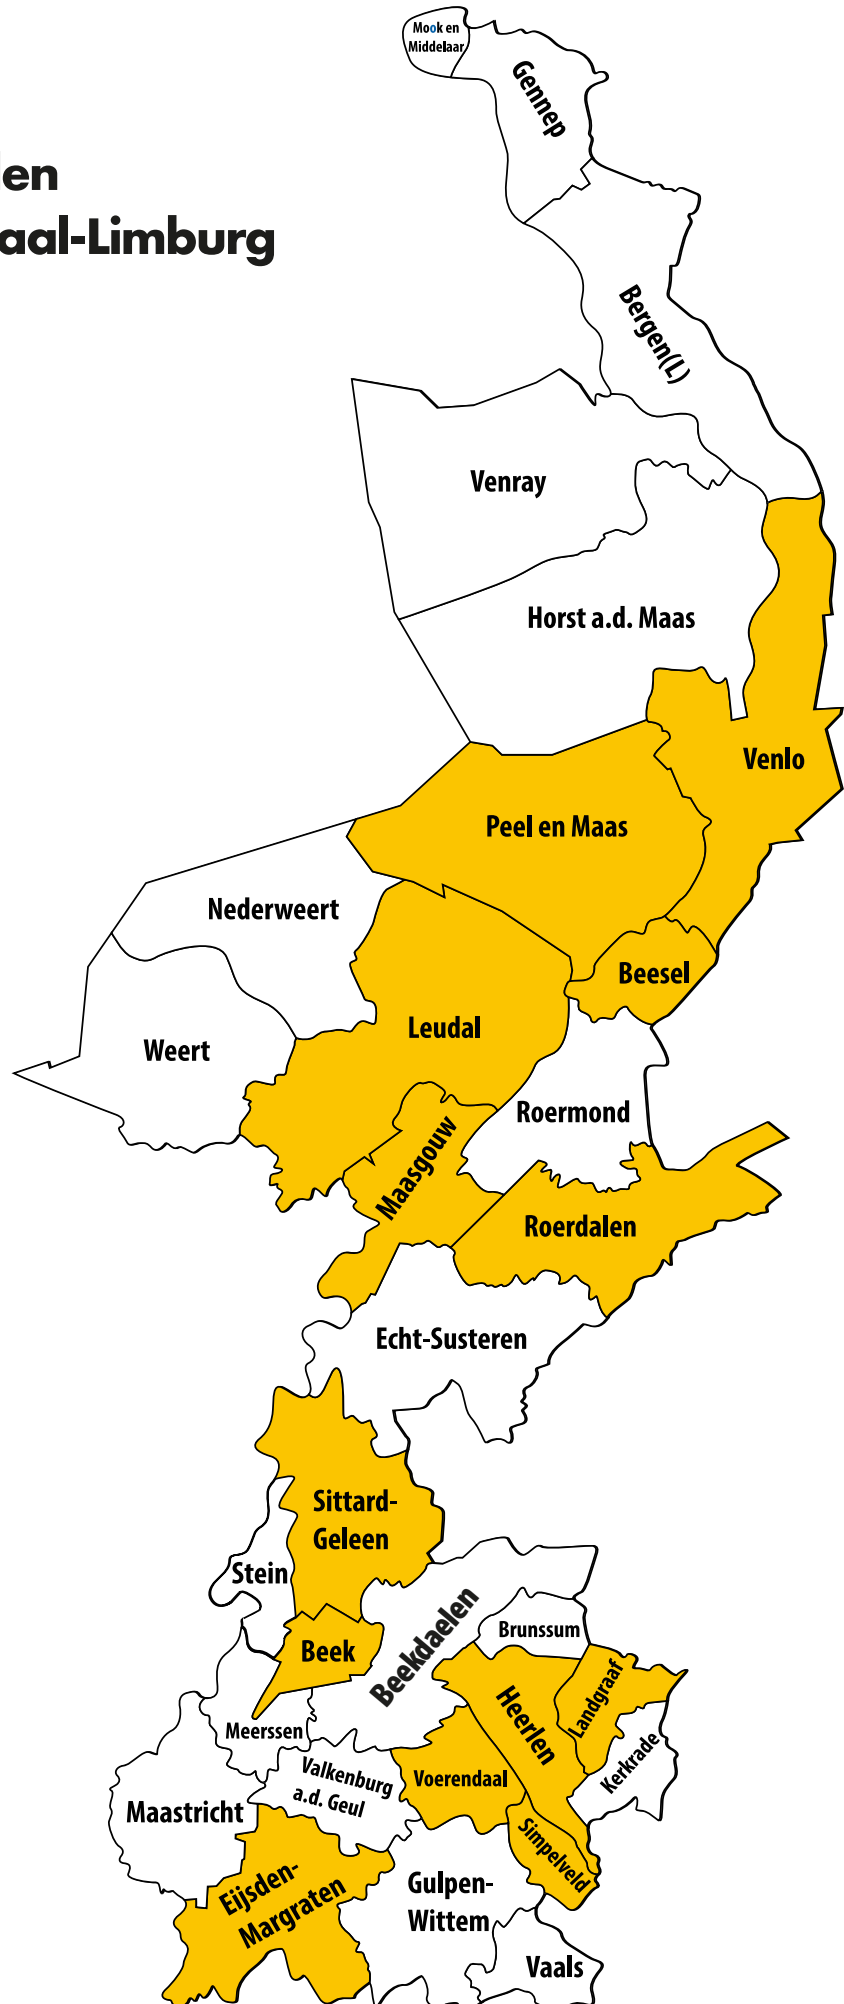 Mook en
Middelaar
Gennep
len
aal-Limburg
Bergen(L)
Venray
Horst a.d. Maas
Venlo
Peel en Maas
Nederweert
Beesel
Leudal
Weert
Roermond
Maasgouw
Roerdalen
Echt-Susteren
Sittard-
Geleen
Stein
Beekdaelen
Brunssum
Beek
Landgraaf
Heerlen
Meerssen
Kerkrade
Valkenburg
a.d. Geul
Voerendaal
Maastricht
Simpelveld
Eijsden-
Margraten
Gulpen-
Wittem
Vaals